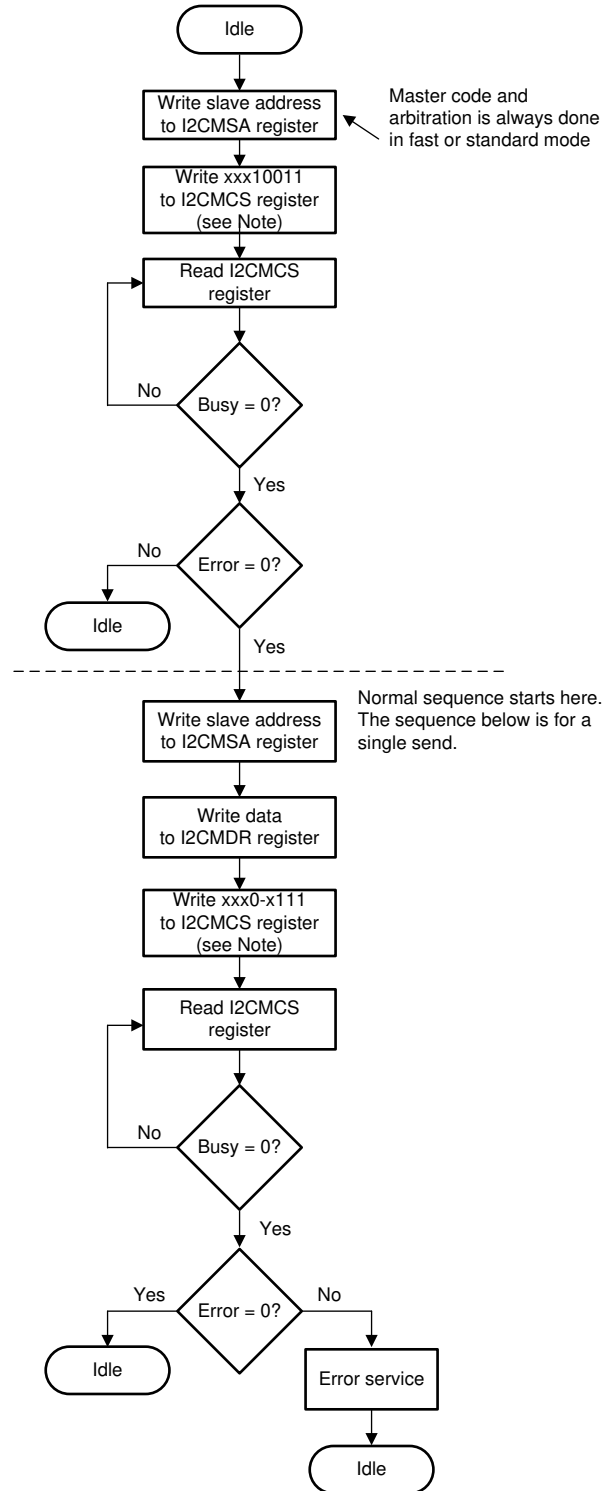 Idle
Write slave address
to I2CMSA register
Master code and
arbitration is always done
in fast or standard mode
Write xxx10011
to I2CMCS register
(see Note)
Read I2CMCS
register
No
Busy = 0?
Yes
No
Error = 0?
Idle
Yes
Write slave address
to I2CMSA register
Normal sequence starts here.
The sequence below is for a
single send.
Write data
to I2CMDR register
Write xxx0-x111
to I2CMCS register
(see Note)
Read I2CMCS
register
No
Busy = 0?
Yes
Yes
Error = 0?
No
Idle
Error service
Idle